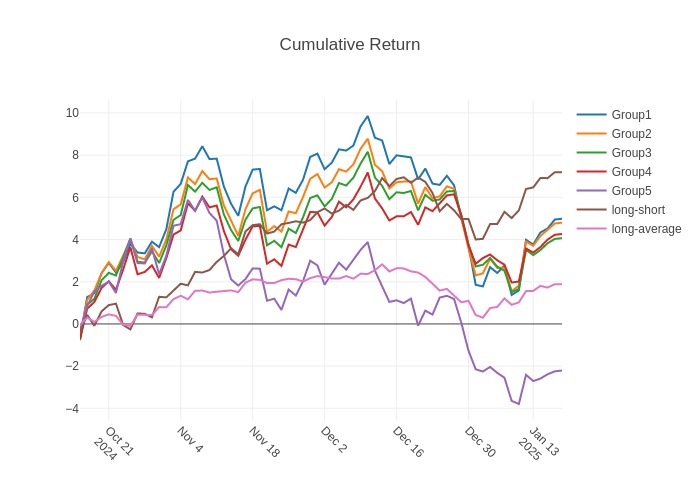 Cumulative Return
10
8
6
4
2
0
−2
−4
Oct 21
2024
Nov 4
Nov 18
Dec 2
Dec 16
Dec 30
Jan 13
2025
Group1
Group2
Group3
Group4
Group5
long-short
long-average